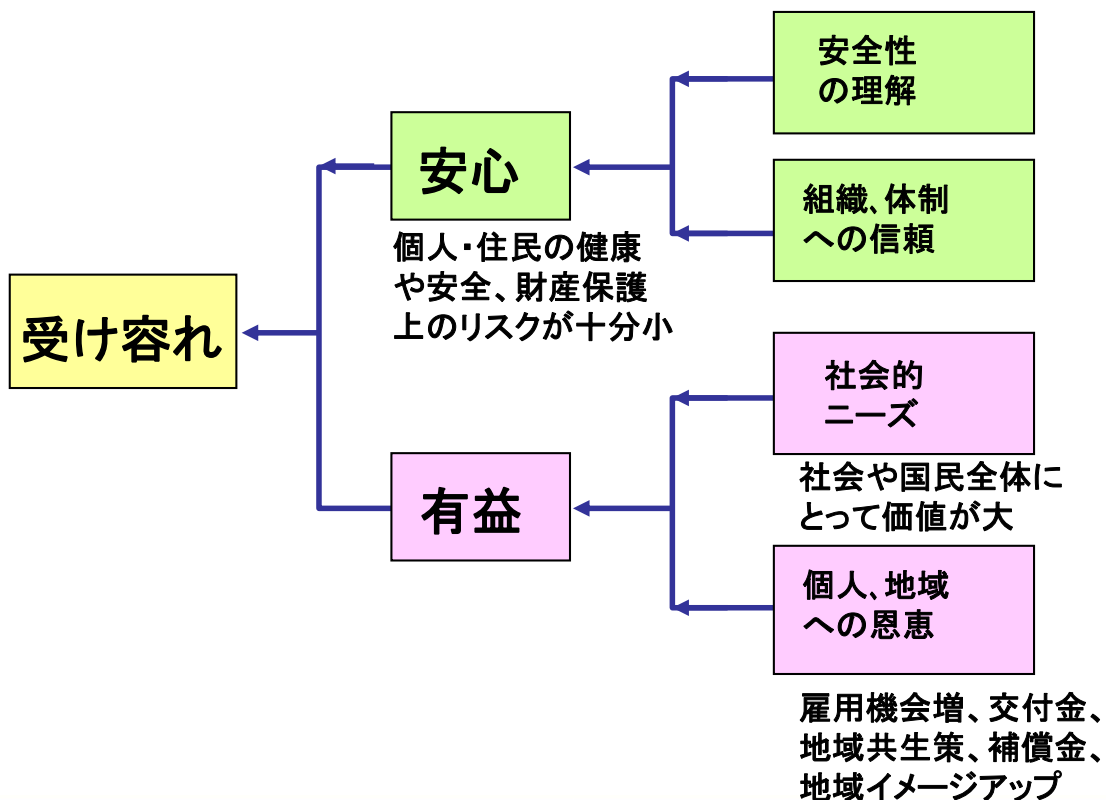 安全性
の理解
安心
組織、体制
への信頼
個人・住民の健康
や安全、財産保護
上のリスクが十分小
受け容れ
社会的
ニーズ
社会や国民全体に
とって価値が大
有益
個人、地域
への恩恵
雇用機会増、交付金、
地域共生策、補償金、
地域イメージアップ